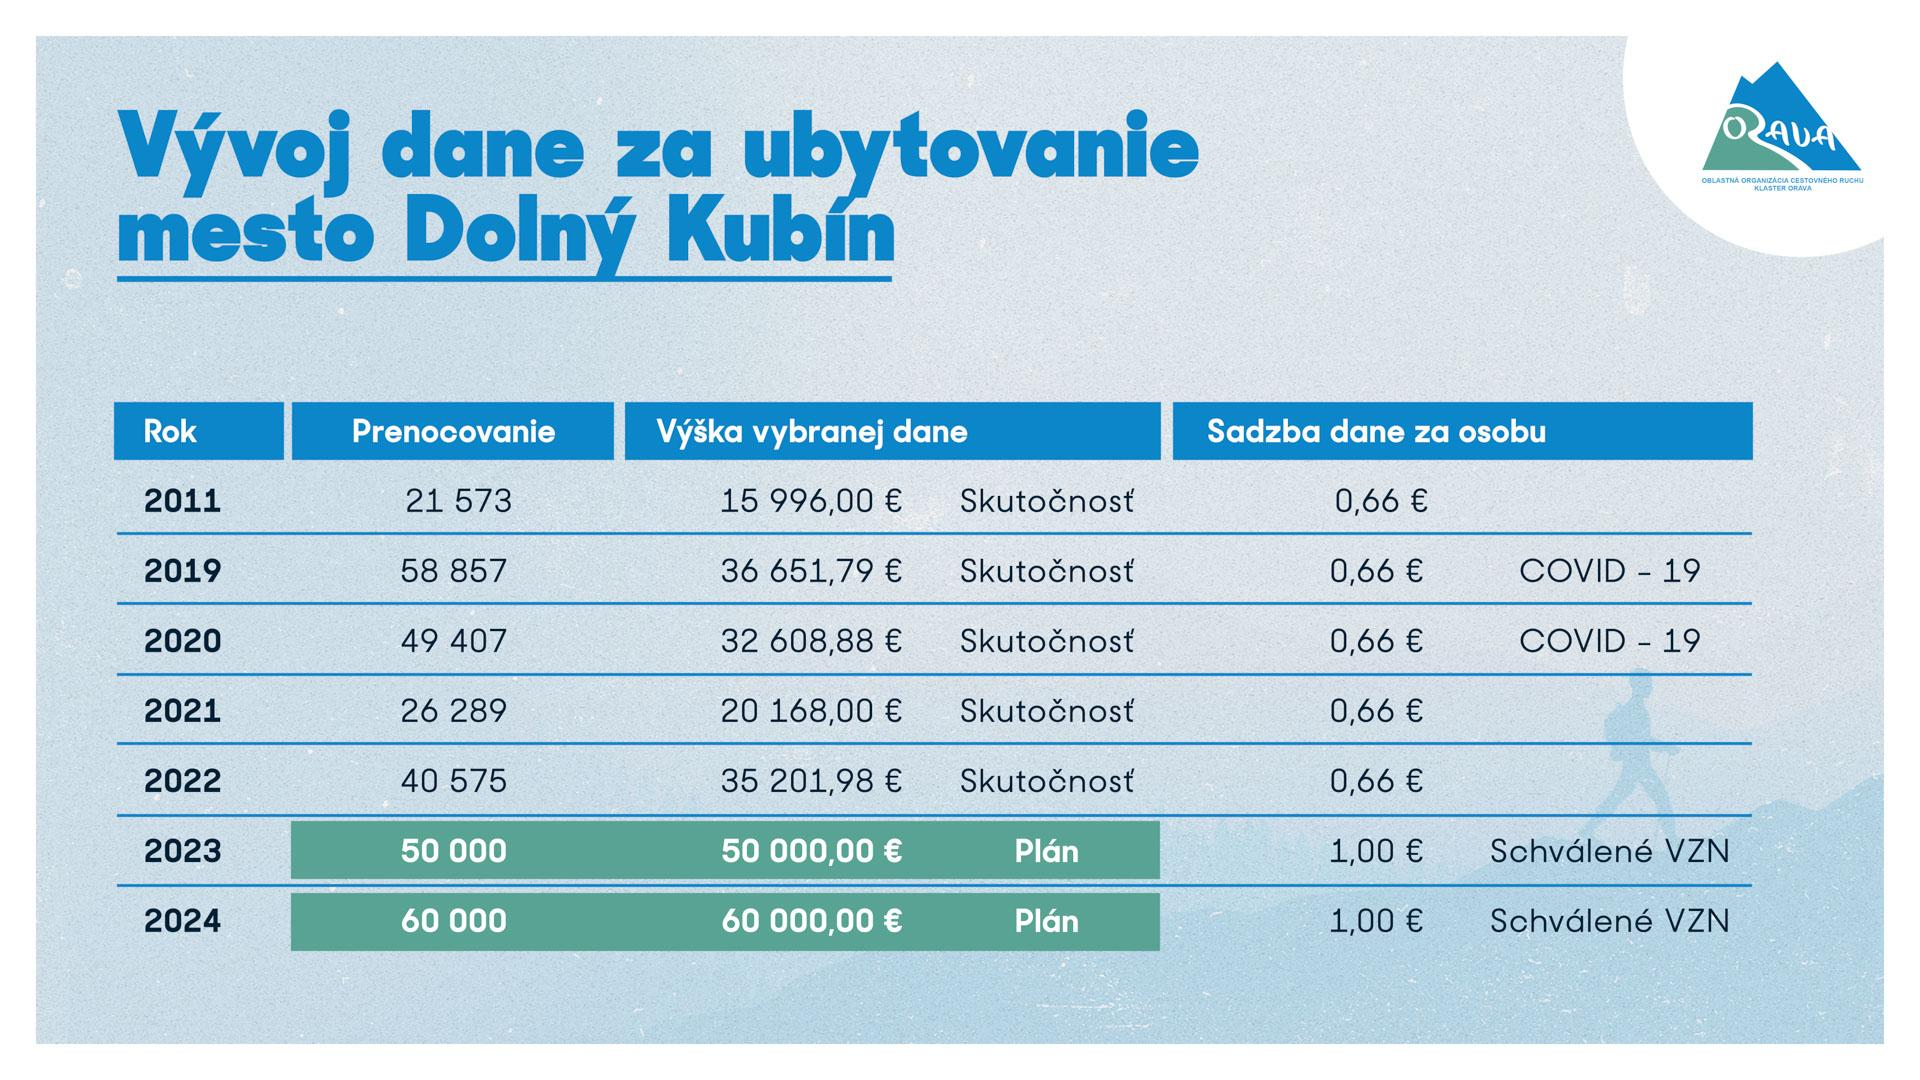 Vývoj dane za ubytovanie
mesto Dolný Kubín
ORAVA
OBLASTNÁ ORGANIZÁCIA CESTOVNÉHO RUCHU
KLASTER ORAVA
Rok Prenocovanie Výška vybranej dane Sadzba dane za osobu
2011 21 573 15 996,00 € Skutočnosť 0,66 €
2019 58 857 36 651,79 € Skutočnosť 0,66 € COVID - 19
2020 49 407 32 608,88 € Skutočnosť 0,66 € COVID - 19
2021 26 289 20 168,00 € Skutočnosť 0,66 €
2022 40 575 35 201,98 € Skutočnosť 0,66 €
2023 50 000 50 000,00 € Plán 1,00 € Schválené VZN
2024 60 000 60 000,00 € Plán 1,00 € Schválené VZN